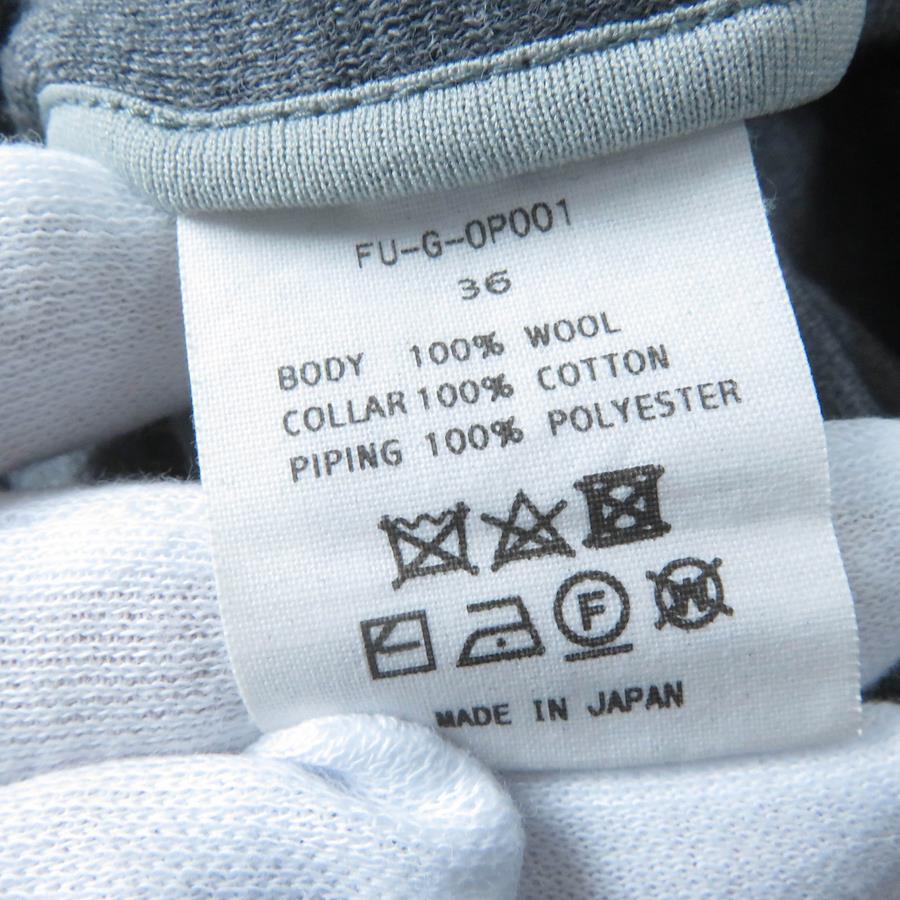 FU-G-OP001
36
BODY 100% WOOL
COLLAR 100% COTTON
PIPING 100% POLYESTER
F W
MADE IN JAPAN